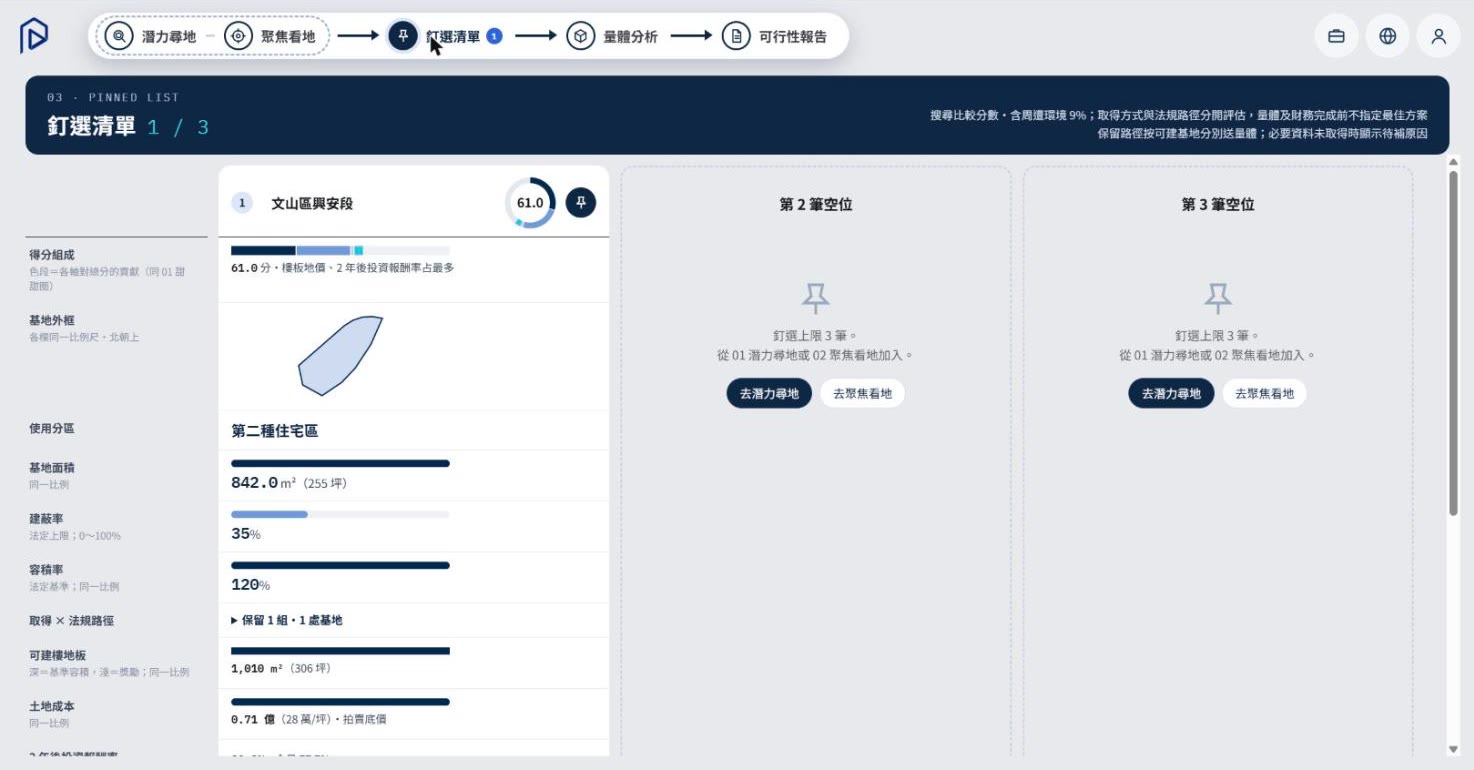 潛力尋地
聚焦看地
釘選清單 1
量體分析
可行性報告
03 · PINNED LIST
釘選清單 1 / 3
搜尋比較分數・含周遭環境 9%；取得方式與法規路徑分開評估，量體及財務完成前不指定最佳方案
保留路徑按可建基地分別送量體；必要資料未取得時顯示待補原因
1 文山區興安段 61.0
第 2 筆空位
第 3 筆空位
得分組成
色段＝各軸對總分的貢獻（同 01 甜
甜圈）
61.0 分・樓板地價、2 年後投資報酬率占最多
基地外框
各欄同一比例尺・北朝上
釘選上限 3 筆。
從 01 潛力尋地或 02 聚焦看地加入。
去潛力尋地
去聚焦看地
釘選上限 3 筆。
從 01 潛力尋地或 02 聚焦看地加入。
去潛力尋地
去聚焦看地
使用分區
第二種住宅區
基地面積
同一比例
842.0 m²（255 坪）
建蔽率
法定上限；0～100%
35%
容積率
法定基準；同一比例
120%
取得 × 法規路徑
▶ 保留 1 組・1 處基地
可建樓地板
深＝基準容積，淺＝獎勵；同一比例
1,010 m²（306 坪）
土地成本
同一比例
0.71 億（28 萬/坪）・拍賣底價